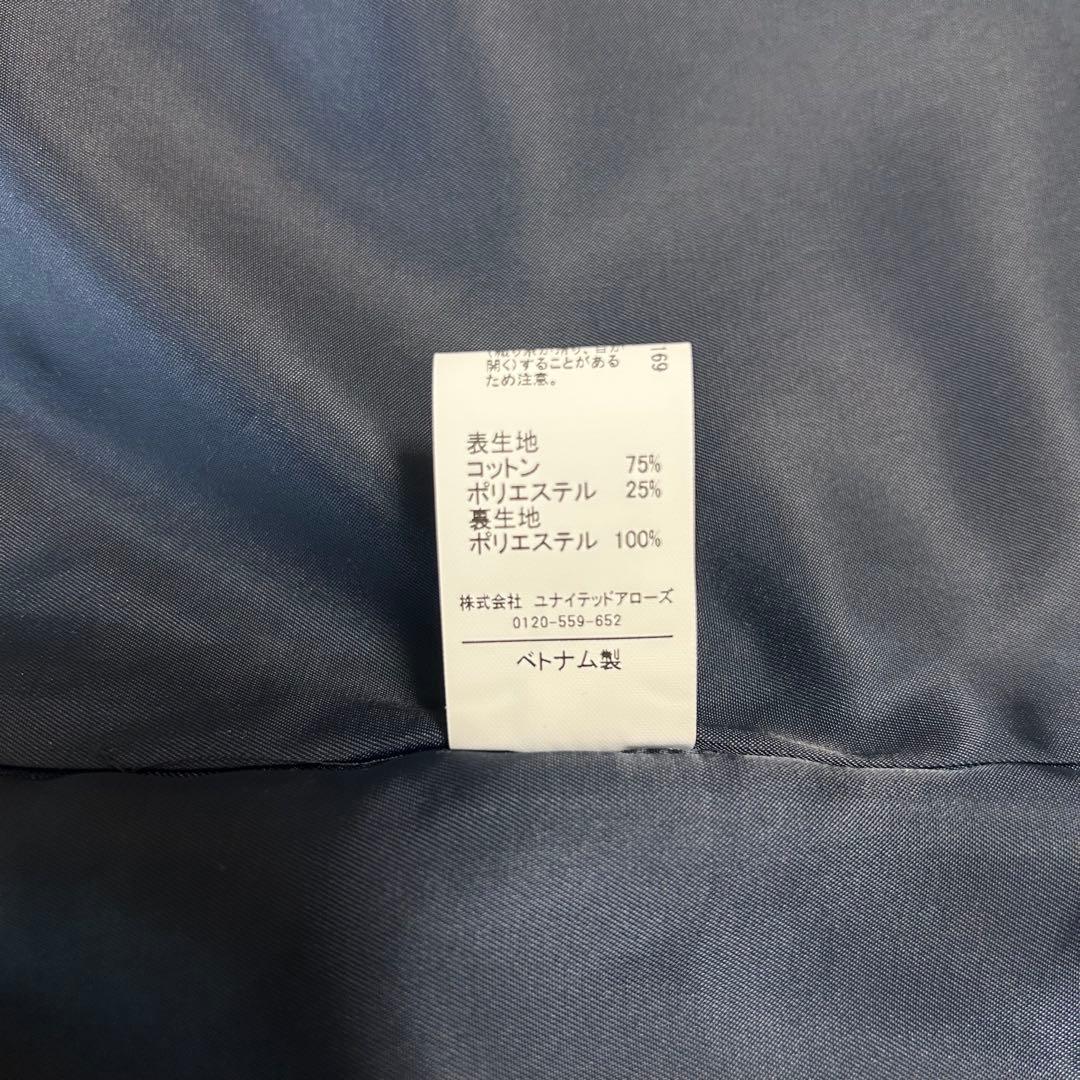 開く)することがある
ため注意。
169
表生地
コットン 75%
ポリエステル 25%
裏生地
ポリエステル 100%
株式会社 ユナイテッドアローズ
0120-559-652
ベトナム製